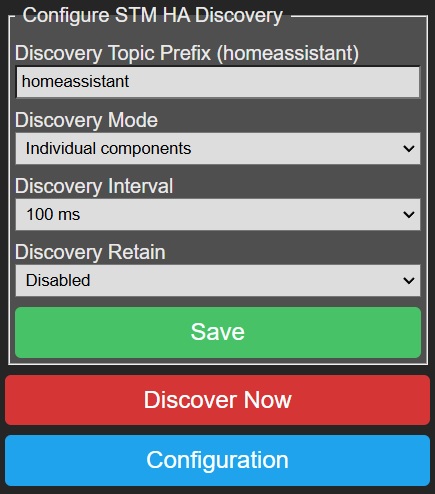 Configure STM HA Discovery
Discovery Topic Prefix (homeassistant)
homeassistant
Discovery Mode
Individual components
Discovery Interval
100 ms
Discovery Retain
Disabled
Save
Discover Now
Configuration